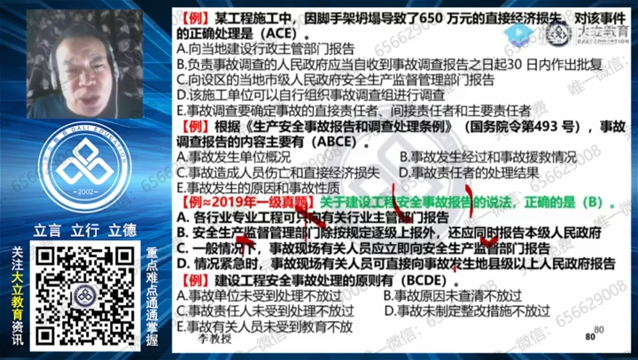 【例】某工程施工中，因脚手架坍塌导致了650 万元的直接经济损失，对该事件
的正确处理是（ACE）。
A.向当地建设行政主管部门报告
B.负责事故调查的人民政府应当自收到事故调查报告之日起30 日内作出批复
C.向设区的当地市级人民政府安全生产监督管理部门报告
D.该施工单位可以自行组织事故调查组进行调查
E.事故调查要确定事故的直接责任者、间接责任者和主要责任者
【例】根据《生产安全事故报告和调查处理条例》（国务院令第493 号），事故
调查报告的内容主要有（ABCE）。
A.事故发生单位概况 B.事故发生经过和事故救援情况
C.事故造成人员伤亡和直接经济损失 D.事故责任者的处理结果
E.事故发生的原因和事故性质
【例≈2019年一级真题】关于建设工程安全事故报告的说法，正确的是（B）。
A. 各行业专业工程可只向有关行业主管部门报告
B. 安全生产监督管理部门除按规定逐级上报外，还应同时报告本级人民政府
C. 一般情况下，事故现场有关人员应立即向安全生产监督部门报告
D. 情况紧急时，事故现场有关人员可直接向事故发生地县级以上人民政府报告
【例】建设工程安全事故处理的原则有（BCDE）。
A.事故单位未受到处理不放过 B.事故原因未查清不放过
C.事故责任人未受到处理不放过 D.事故未制定整改措施不放过
E.事故有关人员未受到教育不放
李教授
80
80
大立教育
DALI EDUCATION
2002
立言 立行 立德
关注大立教育资讯
重点难点通通掌握
唯一微信：656629008